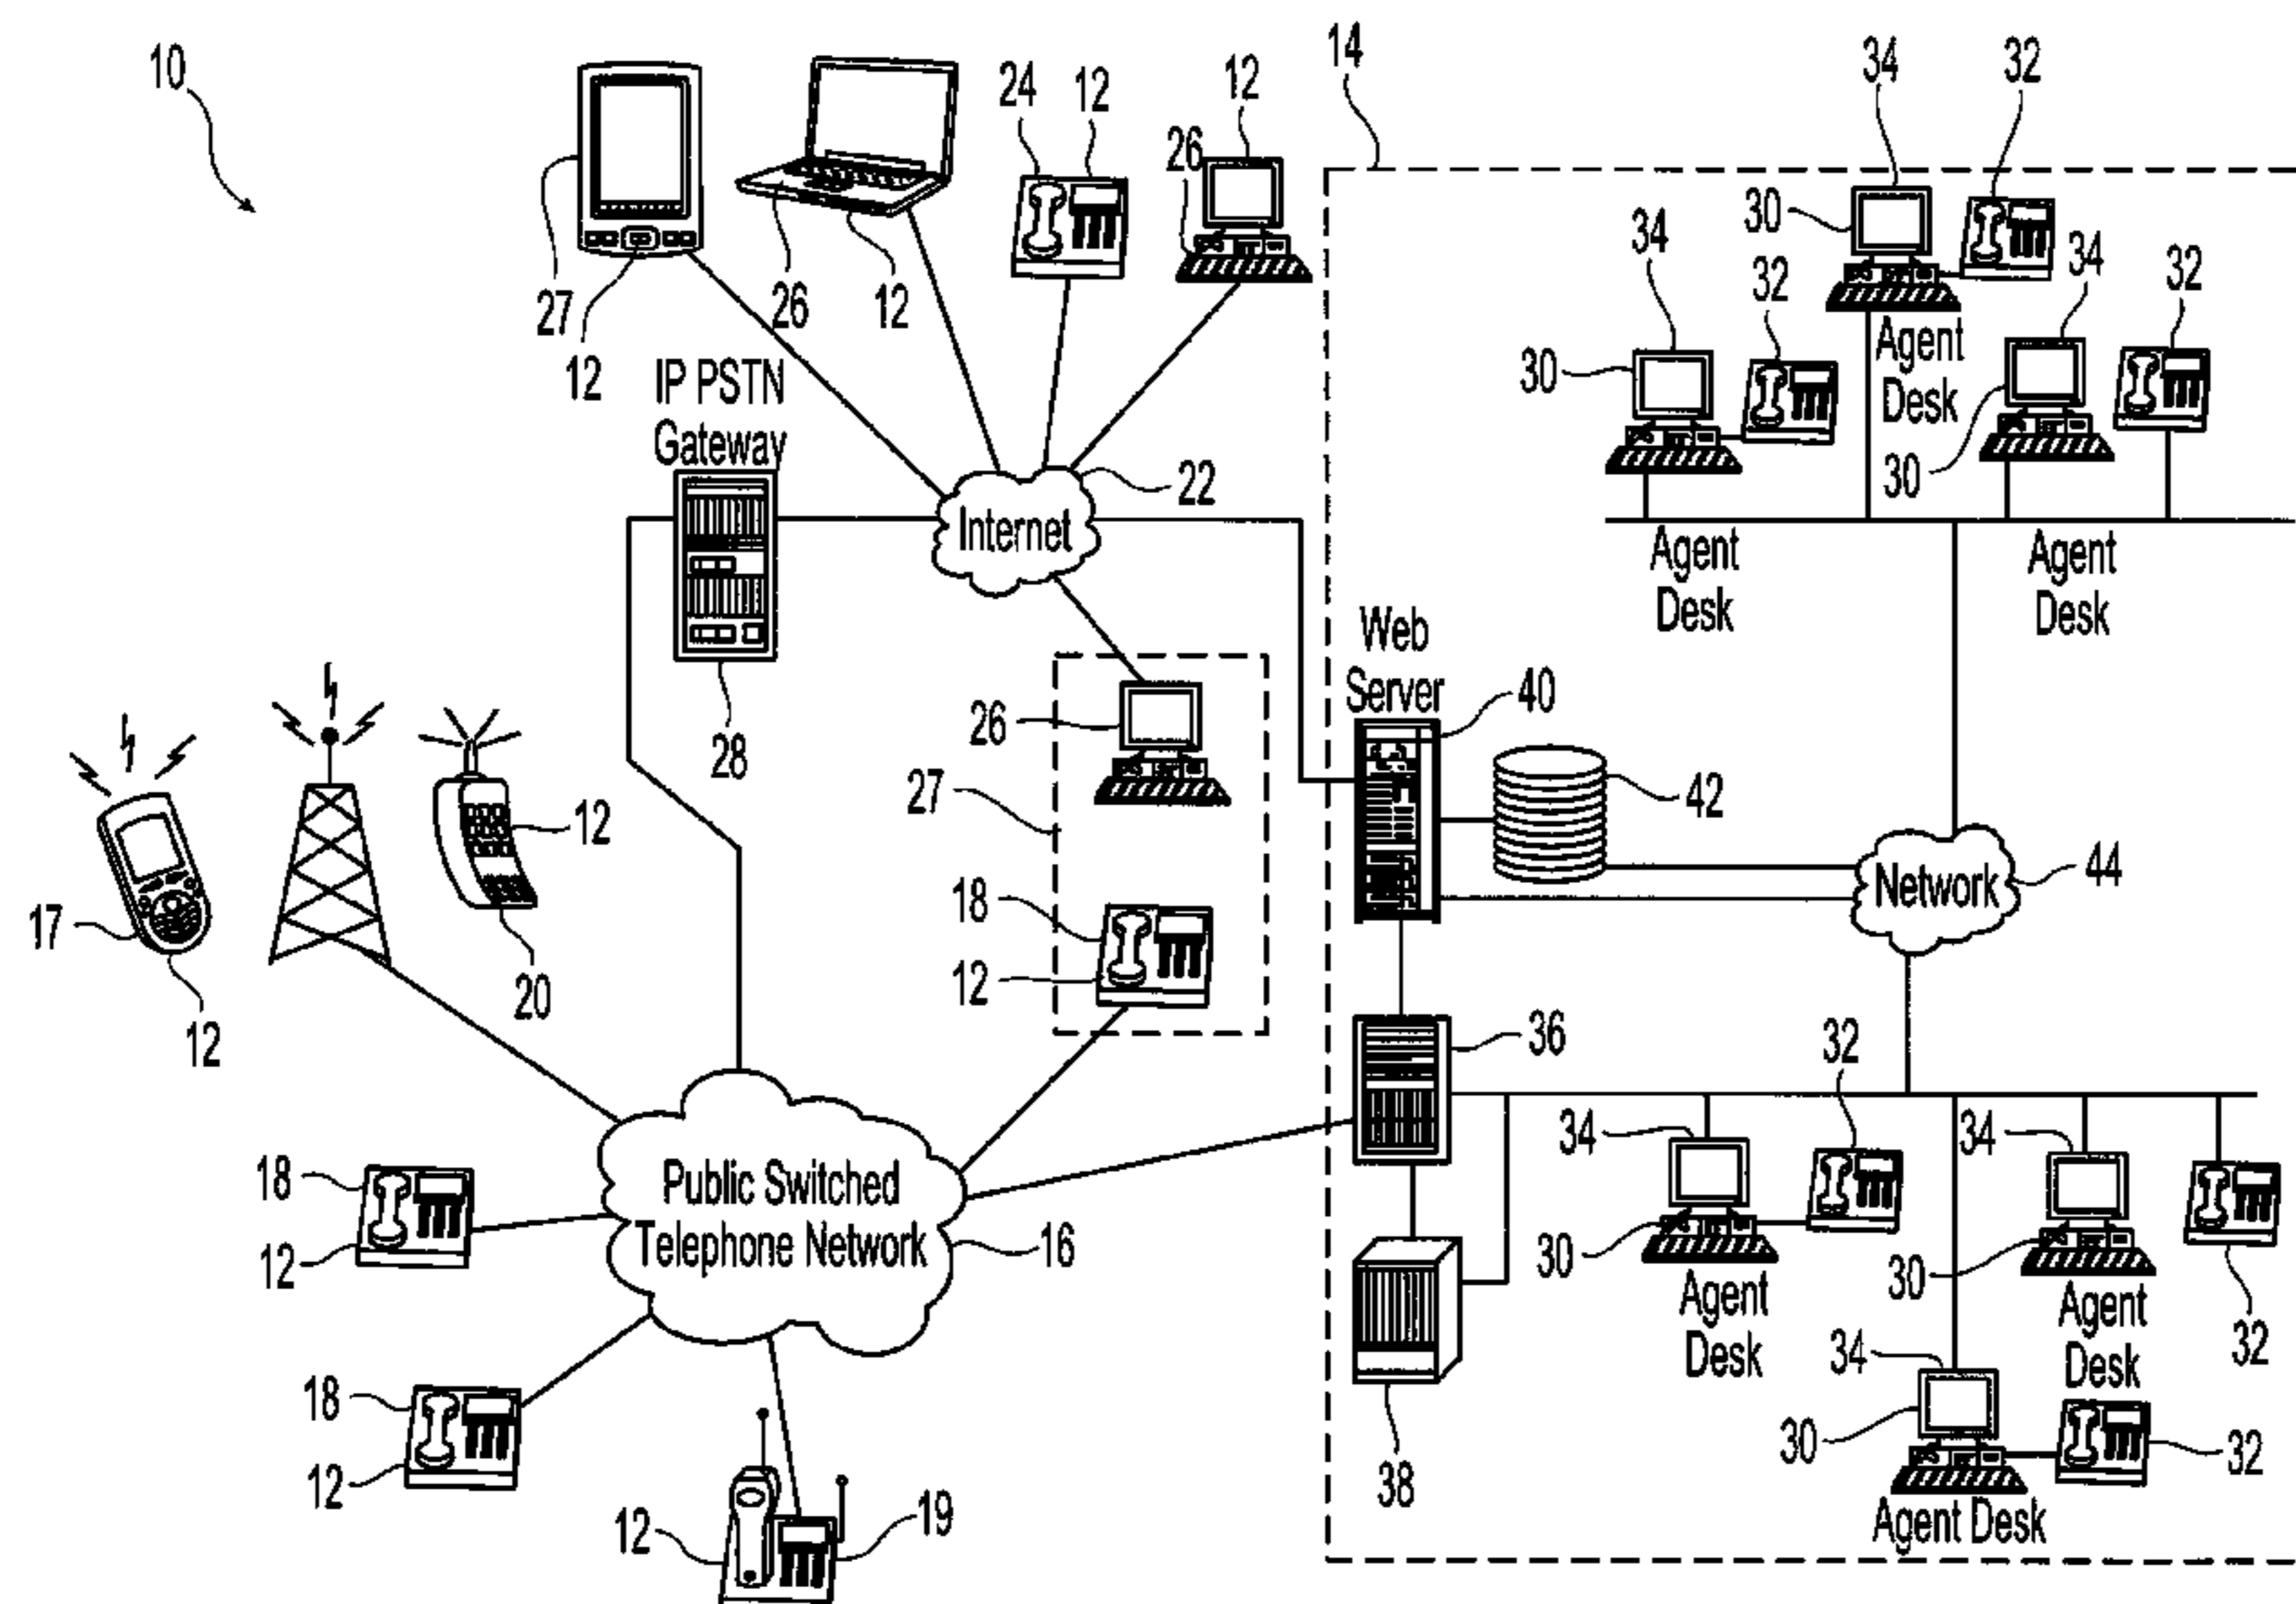 10
27
12
26
12
24
12
26
12
14
34
32
30
Agent
Desk
34
32
30
Agent
Desk
34
32
30
Agent
Desk
IP PSTN
Gateway
28
Internet
22
26
27
18
12
Web
Server
40
42
Network
44
17
12
12
20
Public Switched
Telephone Network
16
18
12
18
12
12
19
36
38
34
32
30
Agent
Desk
34
30
32
Agent
Desk
34
30
32
Agent Desk